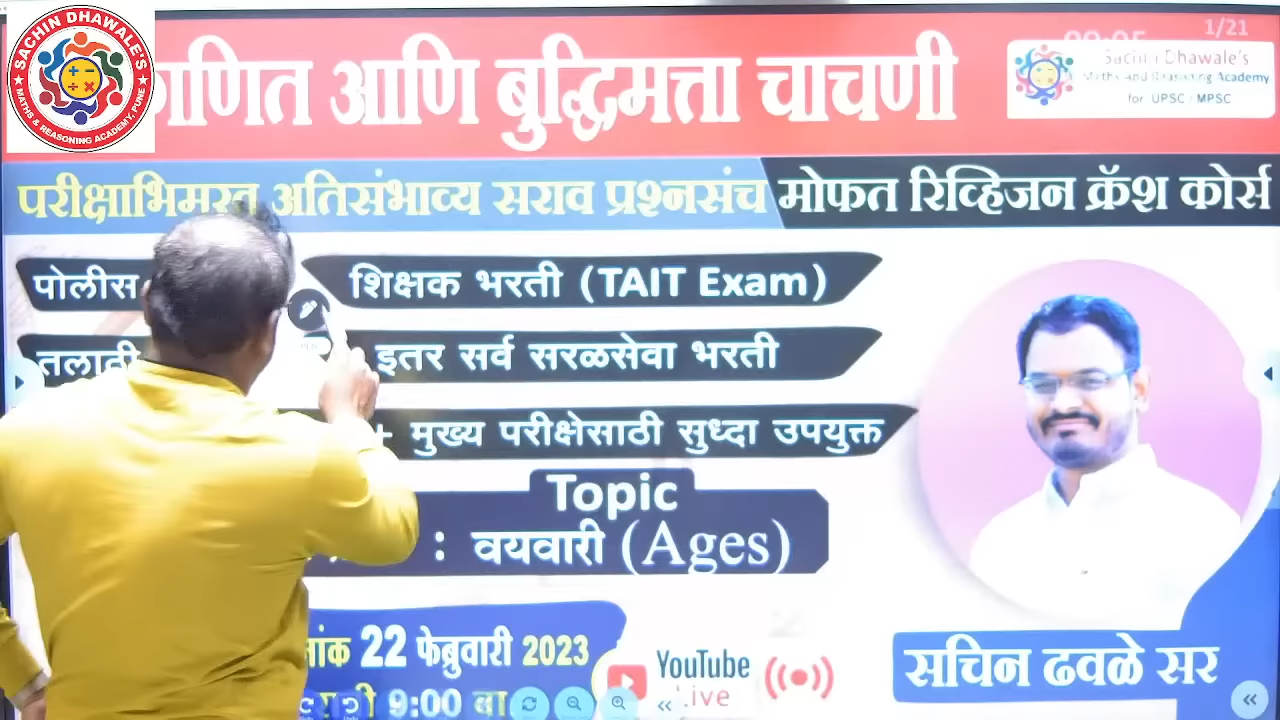 SACHIN DHAWALE'S
MATHS & REASONING ACADEMY, PUNE
1/21
गणित आणि बुद्धिमत्ता चाचणी
Sachin Dhawale's
Maths And Reasoning Academy
for UPSC MPSC
परीक्षाभिमुख अतिसंभाव्य सराव प्रश्नसंच मोफत रिव्हिजन क्रॅश कोर्स
पोलीस शिक्षक भरती (TAIT Exam)
तलाठी इतर सर्व सरळसेवा भरती
+ मुख्य परीक्षेसाठी सुध्दा उपयुक्त
Topic
: वयवारी (Ages)
22 फेब्रुवारी 2023
9:00 वा
YouTube
Live
सचिन ढवळे सर